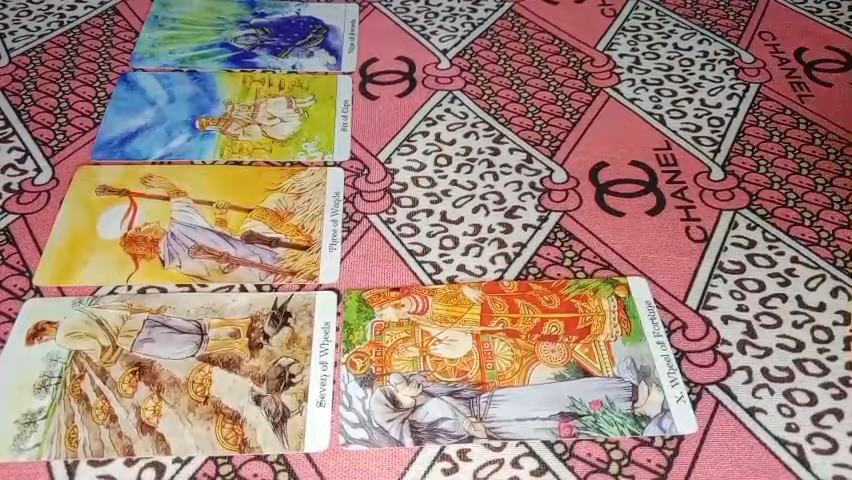 Six of Cups
Three of Wands
Seven of Wheels
X. Wheel of Fortune
CHANEL
CHANEL